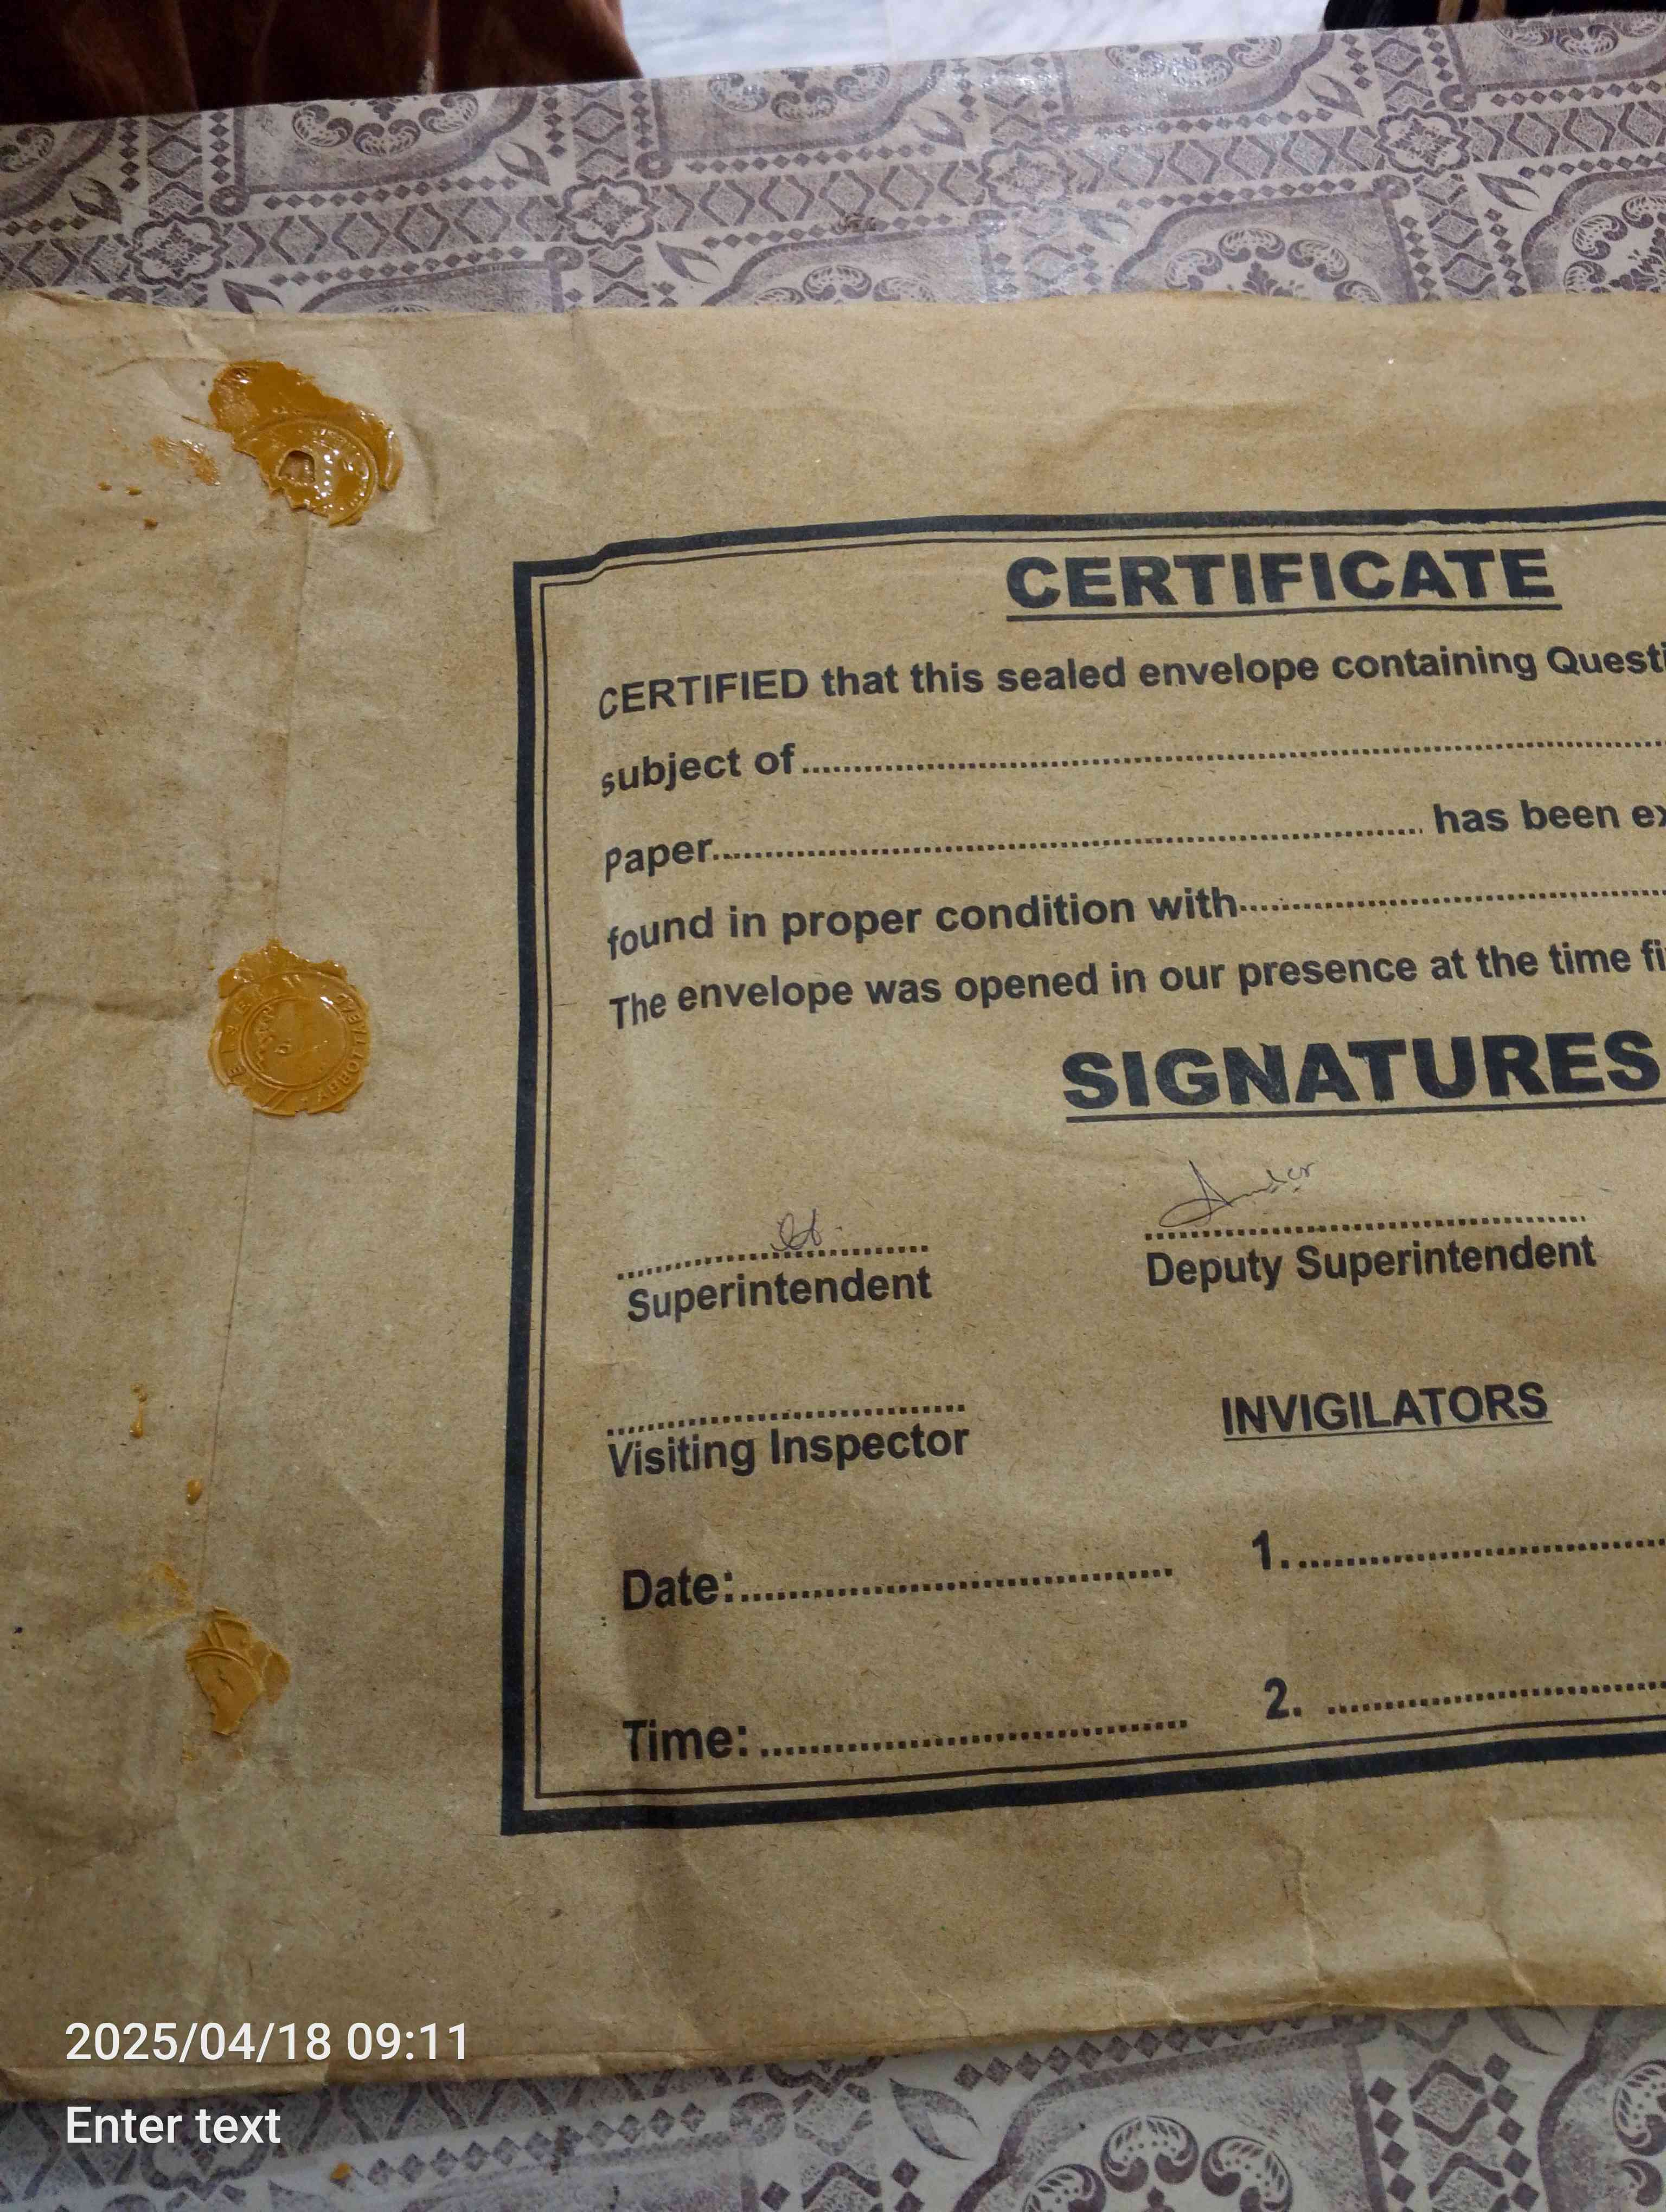 CERTIFICATE
CERTIFIED that this sealed envelope containing Questi
subject of
Paper has been ex
found in proper condition with
The envelope was opened in our presence at the time fi
SIGNATURES
Superintendent
Deputy Superintendent
Visiting Inspector
INVIGILATORS
Date: 1.
Time: 2.
2025/04/18 09:11
Enter text